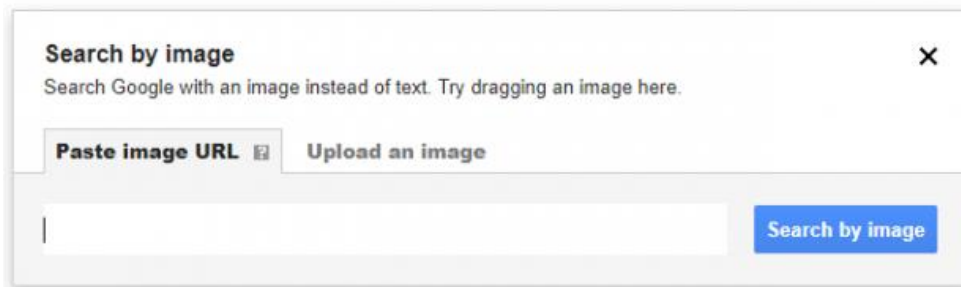 Search by image
Search Google with an image instead of text. Try dragging an image here.
Paste image URL ? Upload an image
Search by image